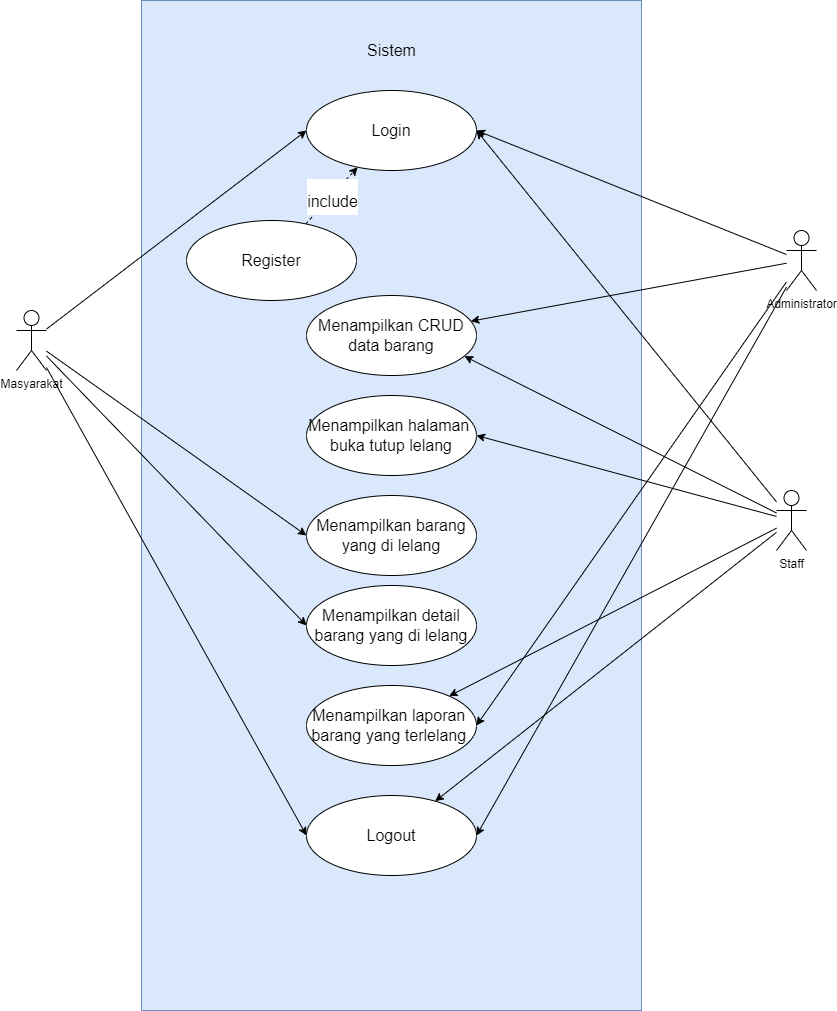 Sistem
Login
include
Register
Administrator
Menampilkan CRUD
data barang
Masyarakat
Menampilkan halaman
buka tutup lelang
Menampilkan barang
yang di lelang
Staff
Menampilkan detail
barang yang di lelang
Menampilkan laporan
barang yang terlelang
Logout